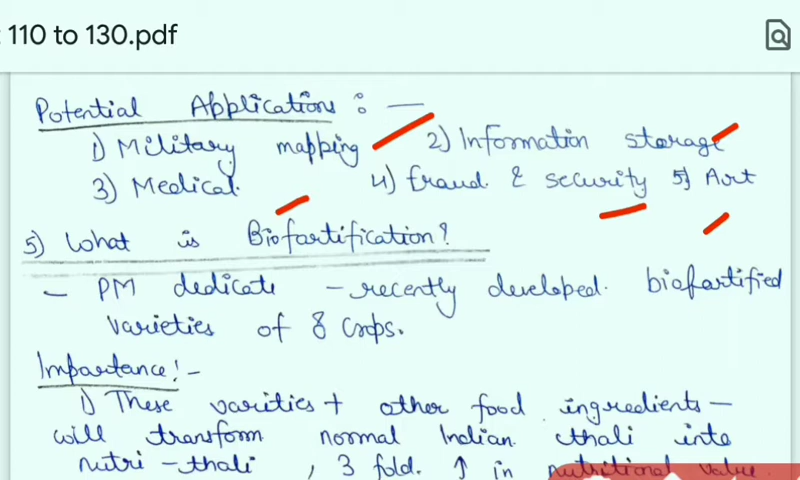 110 to 130.pdf
Potential Applications : —
1) Military mapping 2) Information storage
3) Medical 4) fraud & security 5) Art
5) What is Biofortification?
– PM dedicate – recently developed biofortified
varieties of 8 corps.
Importance! –
1) These varities + other food ingredients –
will transform normal Indian thali into
nutri – thali , 3 fold ↑ in nutritional value